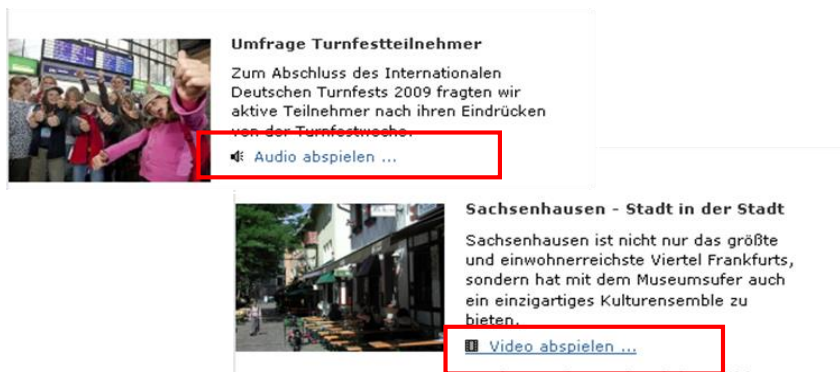 Umfrage Turnfestteilnehmer
Zum Abschluss des Internationalen
Deutschen Turnfests 2009 fragten wir
aktive Teilnehmer nach ihren Eindrücken
von der Turnfestwoche.
Audio abspielen ...
Sachsenhausen - Stadt in der Stadt
Sachsenhausen ist nicht nur das größte
und einwohnerreichste Viertel Frankfurts,
sondern hat mit dem Museumsufer auch
ein einzigartiges Kulturensemble zu
bieten.
Video abspielen ...